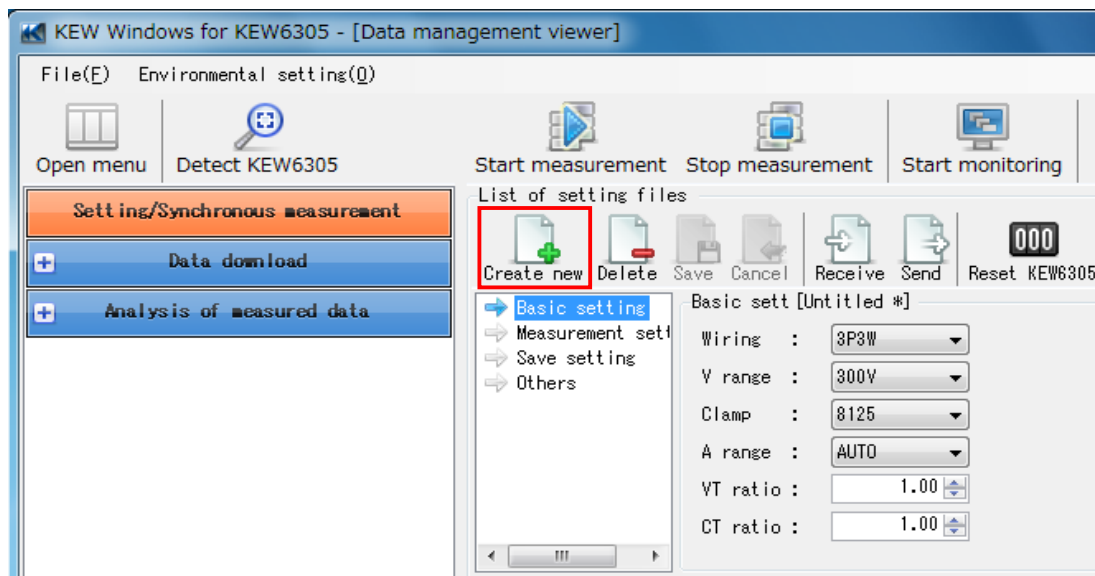 KEW Windows for KEW6305 - [Data management viewer]
File(F) Environmental setting(O)
Open menu Detect KEW6305 Start measurement Stop measurement Start monitoring
Setting/Synchronous measurement
Data download
Analysis of measured data
List of setting files
Create new Delete Save Cancel Receive Send Reset KEW6305
000
Basic setting
Measurement sett
Save setting
Others
Basic sett [Untitled *]
Wiring : 3P3W
V range : 300V
Clamp : 8125
A range : AUTO
VT ratio : 1.00
CT ratio : 1.00